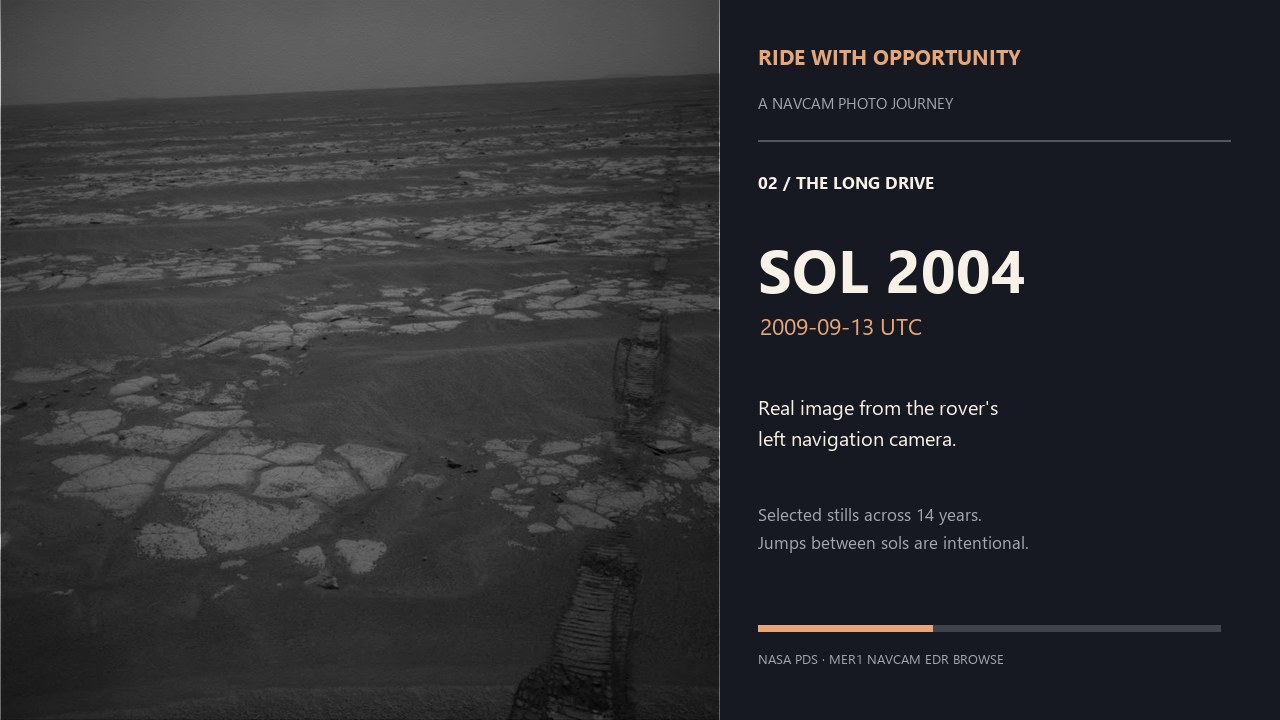 RIDE WITH OPPORTUNITY
A NAVCAM PHOTO JOURNEY
02 / THE LONG DRIVE
SOL 2004
2009-09-13 UTC
Real image from the rover's
left navigation camera.
Selected stills across 14 years.
Jumps between sols are intentional.
NASA PDS · MER1 NAVCAM EDR BROWSE